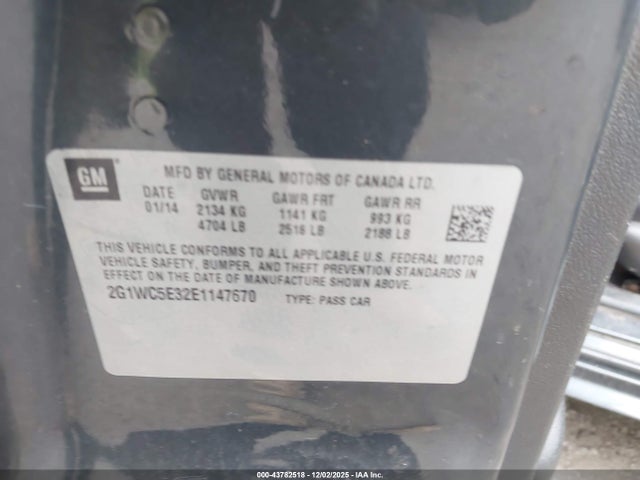 GM
MFD BY GENERAL MOTORS OF CANADA LTD.
DATE GVWR GAWR FRT GAWR RR
01/14 2134 KG 1141 KG 993 KG
4704 LB 2516 LB 2188 LB
THIS VEHICLE CONFORMS TO ALL APPLICABLE U.S. FEDERAL MOTOR
VEHICLE SAFETY, BUMPER, AND THEFT PREVENTION STANDARDS IN
EFFECT ON THE DATE OF MANUFACTURE SHOWN ABOVE.
2G1WC5E32E1147670 TYPE: PASS CAR
000-43782518 - 12/02/2025 - IAA Inc.